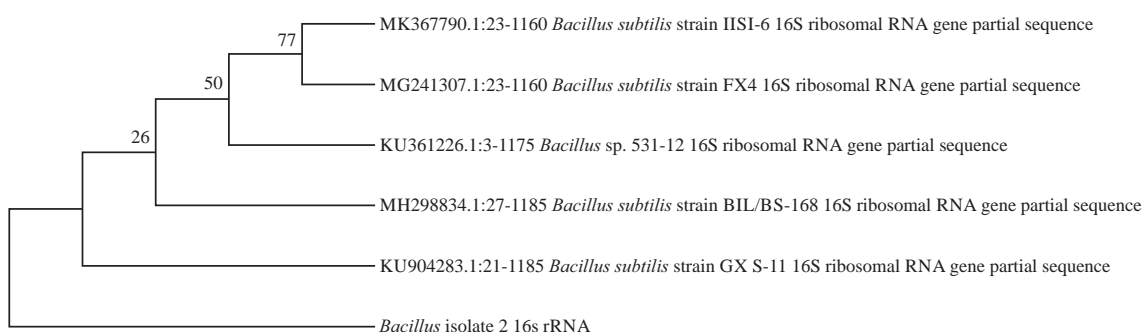 MK367790.1:23-1160 Bacillus subtilis strain IISI-6 16S ribosomal RNA gene partial sequence
77
MG241307.1:23-1160 Bacillus subtilis strain FX4 16S ribosomal RNA gene partial sequence
50
KU361226.1:3-1175 Bacillus sp. 531-12 16S ribosomal RNA gene partial sequence
26
MH298834.1:27-1185 Bacillus subtilis strain BIL/BS-168 16S ribosomal RNA gene partial sequence
KU904283.1:21-1185 Bacillus subtilis strain GX S-11 16S ribosomal RNA gene partial sequence
Bacillus isolate 2 16s rRNA